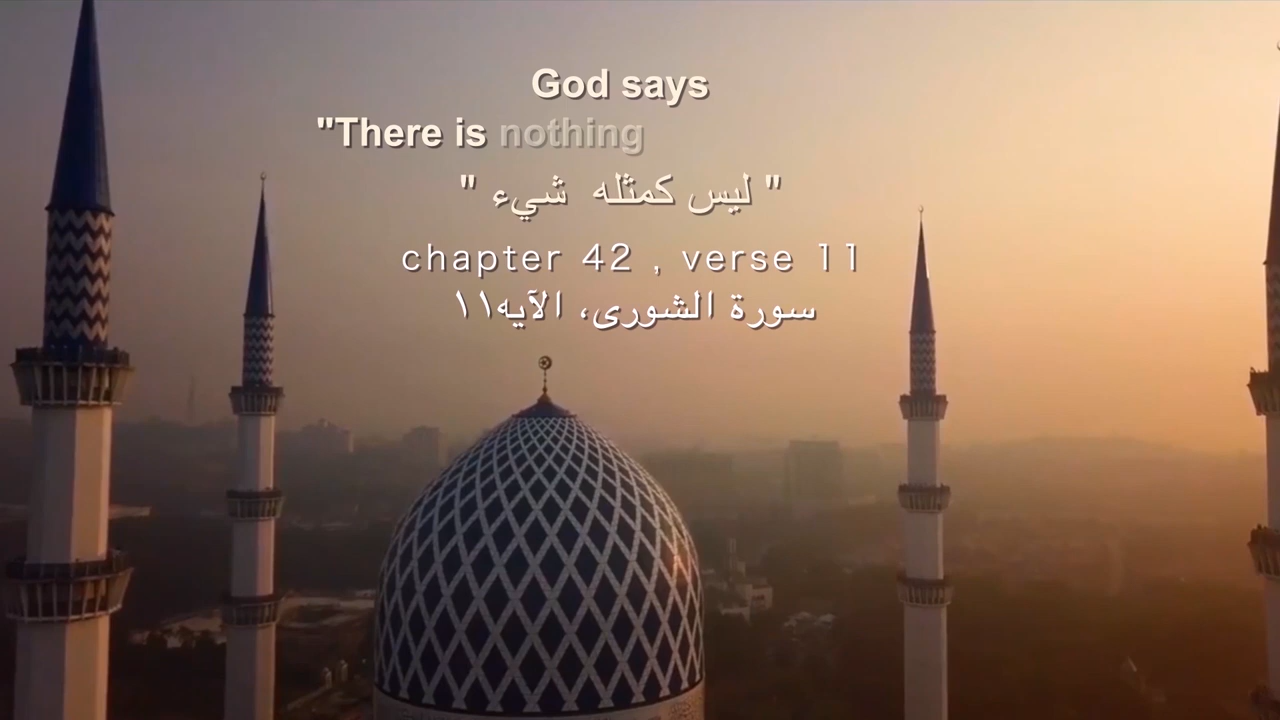 God says
"There is nothing
" ليس كمثله شيء "
chapter 42 , verse 11
سورة الشورى، الآيه١١